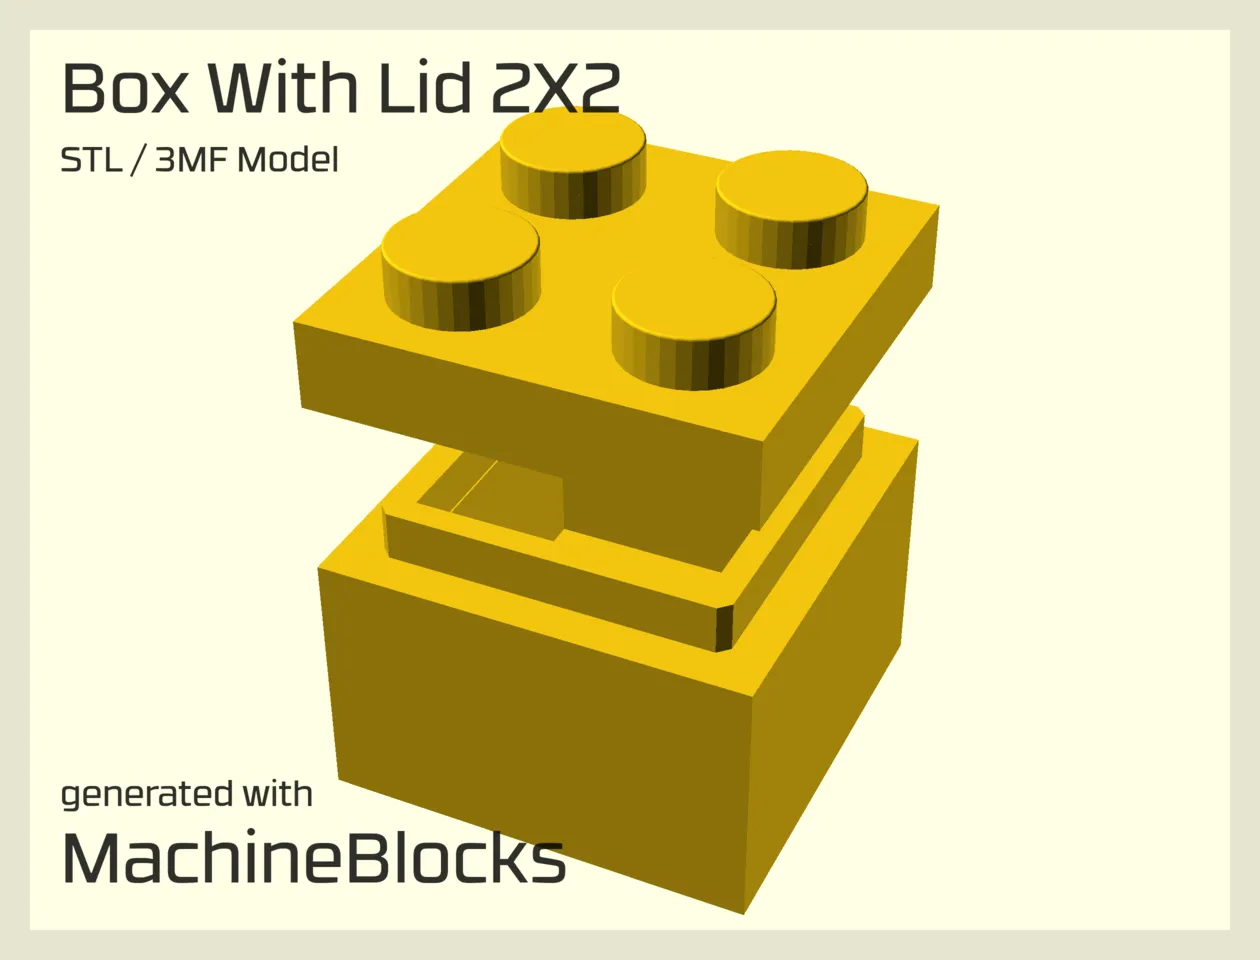 Box With Lid 2X2
STL / 3MF Model
generated with
MachineBlocks